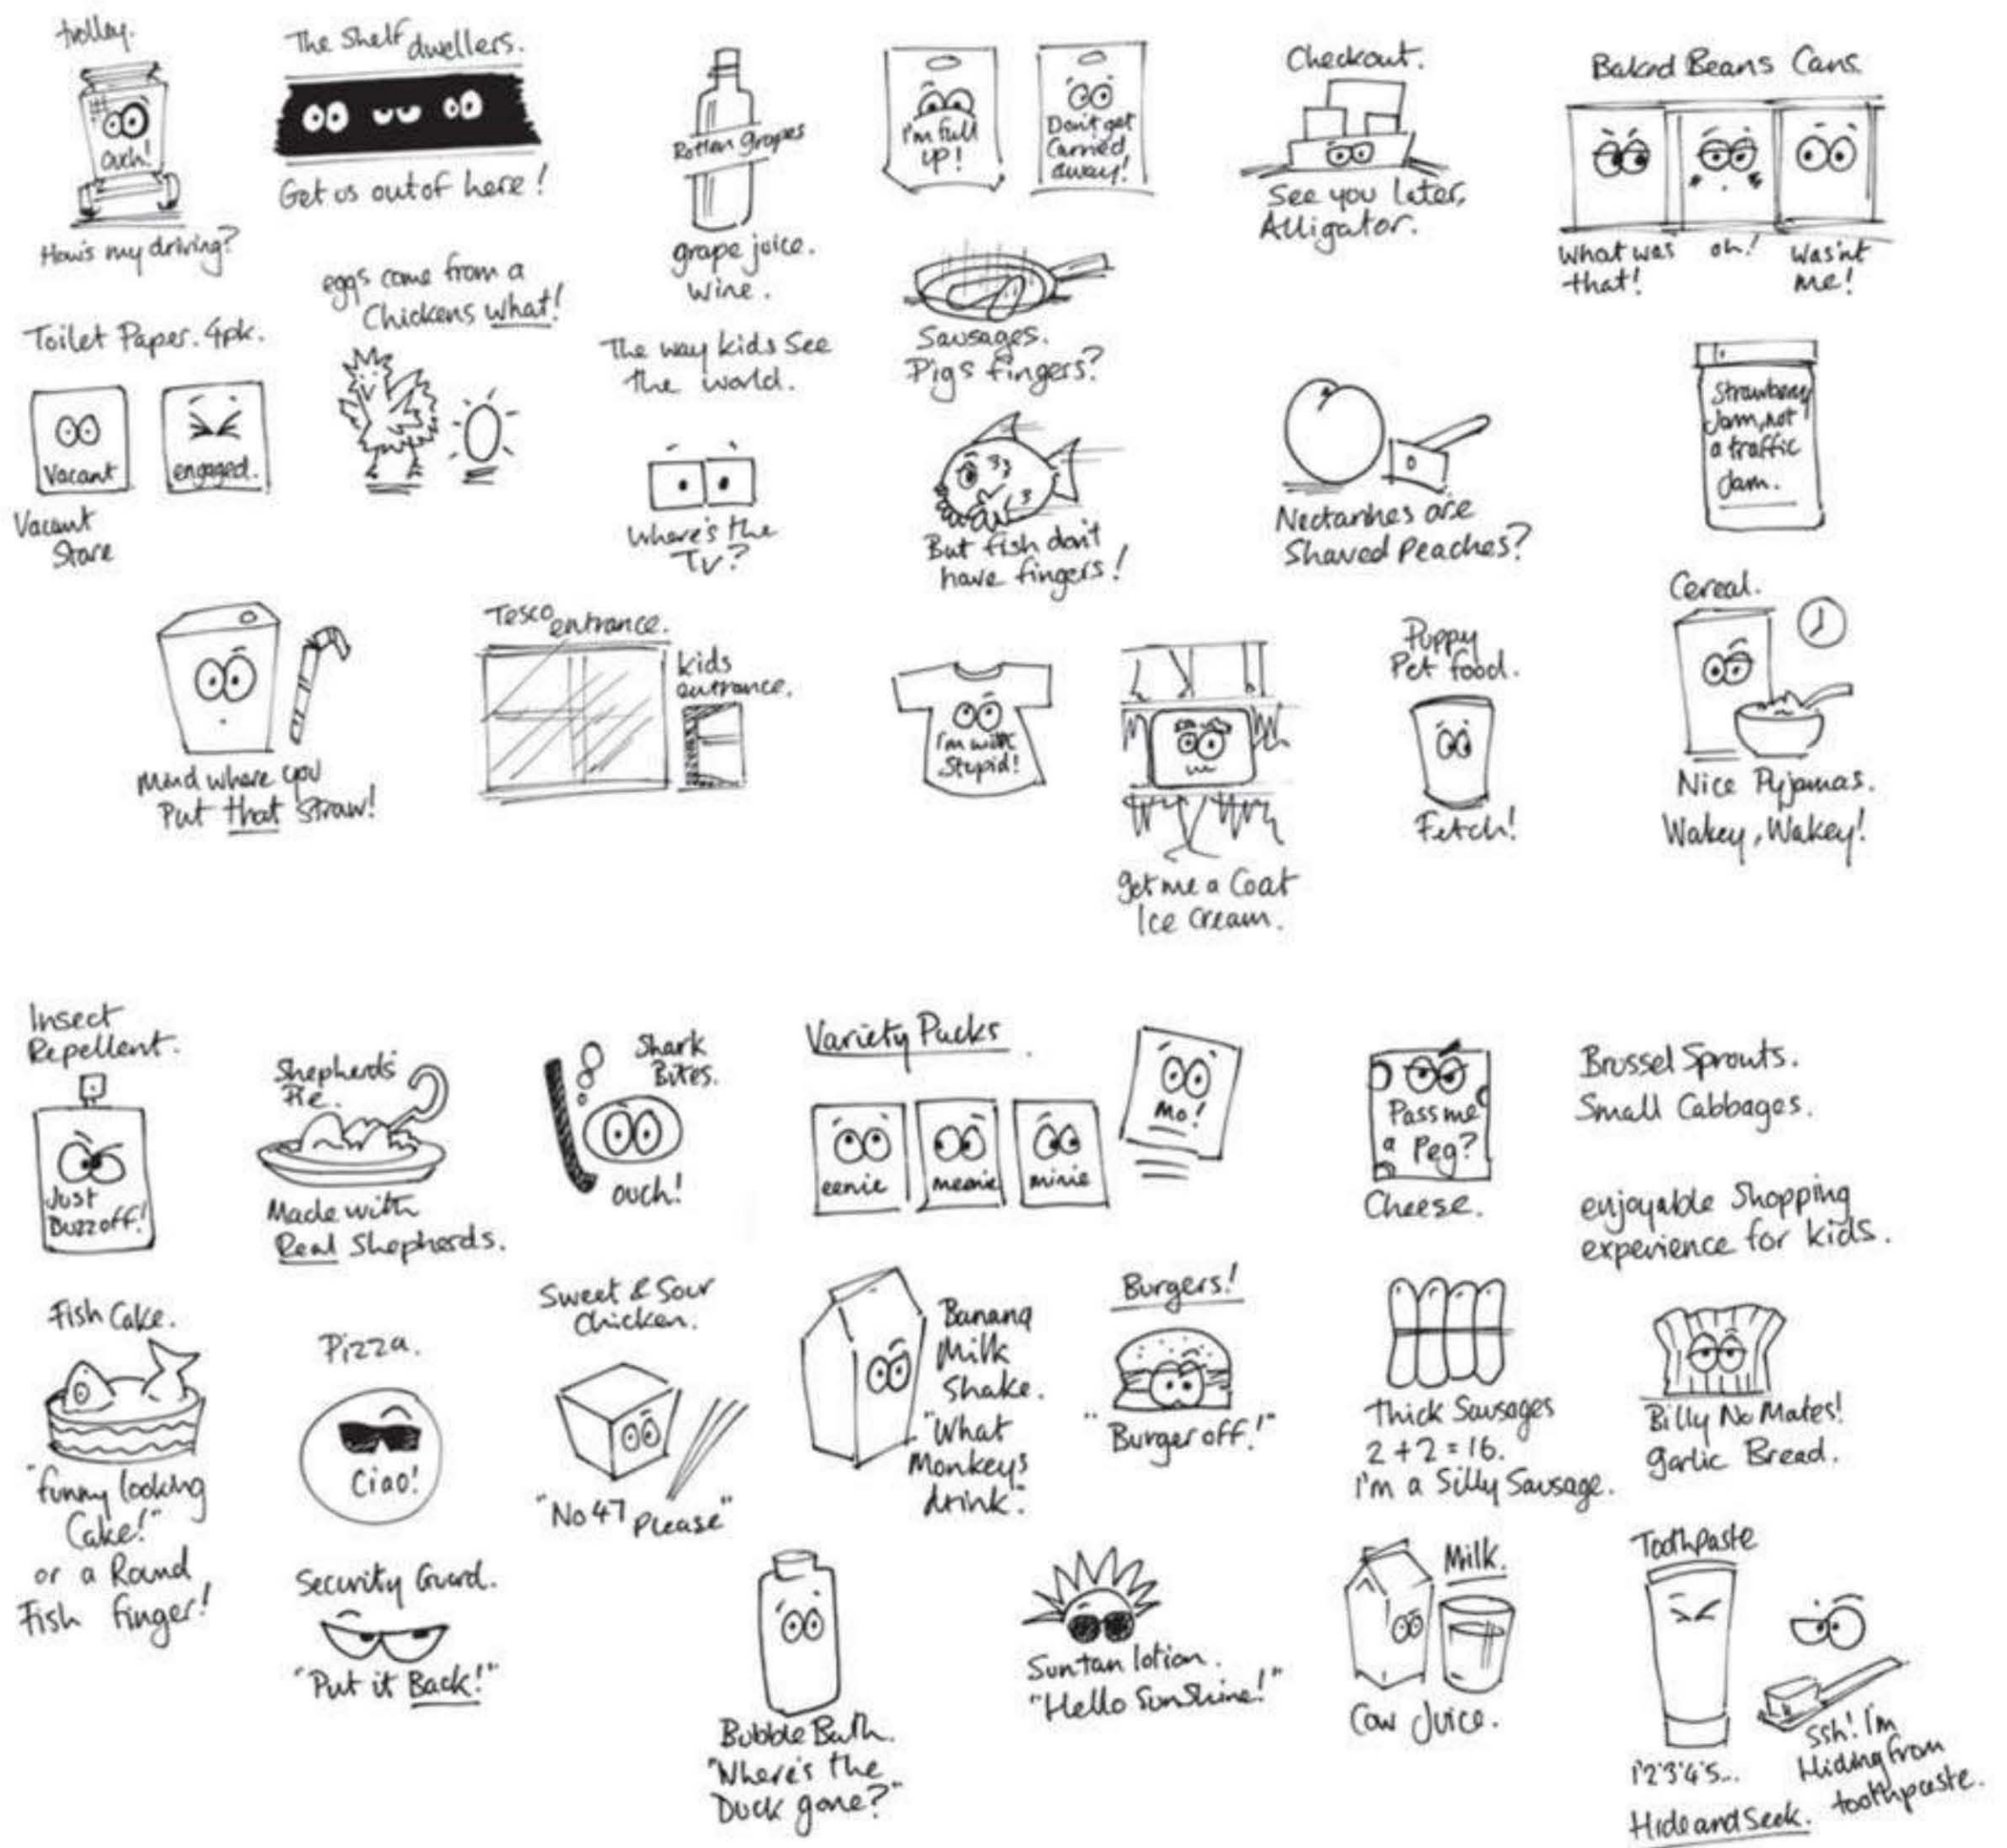 trolley.
Ouch!
How's my driving?
The Shelf dwellers.
Get us out of here!
Rotten grapes
grape juice.
wine.
I'm full
up!
Don't get
Carried
away!
Checkout.
See you later,
Alligator.
Baked Beans Cans
What was
that!
oh!
Was'nt
me!
Toilet Paper. 4pk.
Vacant
engaged.
Vacant
Stare
eggs come from a
Chickens what!
The way kids See
the world.
Where's the
TV?
Sausages.
Pigs fingers?
But fish don't
have fingers!
Nectarines are
Shaved Peaches?
Strawberry
Jam, not
a traffic
Jam.
Mind where you
Put that Straw!
Tesco entrance.
kids
entrance.
I'm with
Stupid!
get me a Coat
Ice Cream.
Puppy
Pet food.
Fetch!
Cereal.
Nice Pyjamas.
Wakey, Wakey!
Insect
Repellent.
Just
Buzz off!
Shepherds
Pie.
Made with
Real Shepherds.
Shark
Bites.
ouch!
Variety Packs
eenie
meenie
minie
Mo!
Pass me
a Peg?
Cheese.
Brussel Sprouts.
Small Cabbages.
enjoyable Shopping
experience for kids.
Fish Cake.
"funny looking
Cake!"
or a Round
Fish finger!
Pizza.
Ciao!
Sweet & Sour
Chicken.
"No 47 Please"
Banana
Milk
Shake.
"What
Monkeys
drink".
Burgers!
"Burger off!"
Thick Sausages
2 + 2 = 16.
I'm a Silly Sausage.
Billy No Mates!
garlic Bread.
Security Guard.
"Put it Back!"
Bubble Bath.
"Where's the
Duck gone?"
Suntan lotion.
"Hello Sunshine!"
Milk.
Cow Juice.
Toothpaste
1'2'3'4'5...
Hide and Seek.
Ssh! I'm
Hiding from
toothpaste.